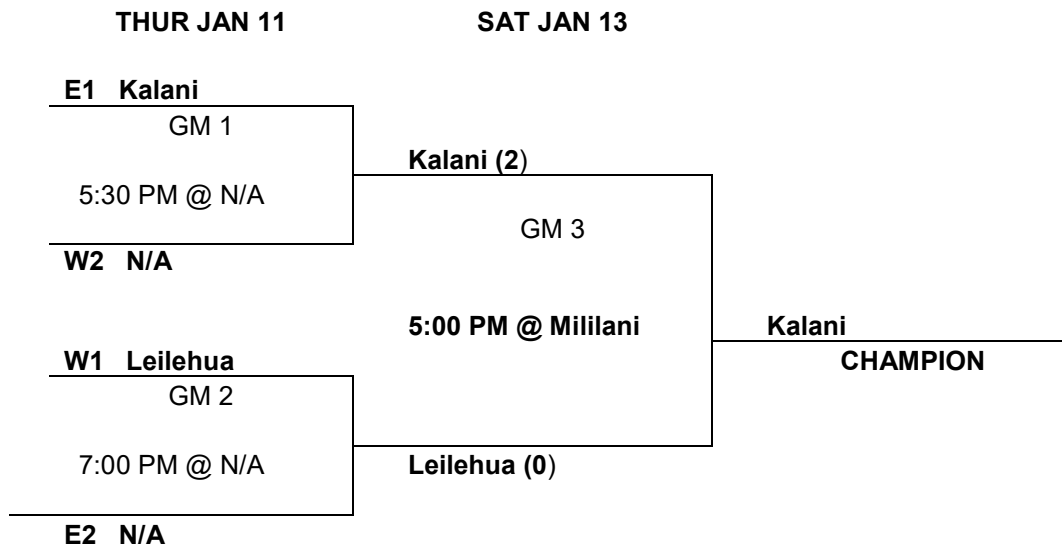 THUR JAN 11 SAT JAN 13
E1 Kalani
GM 1
Kalani (2)
5:30 PM @ N/A
GM 3
W2 N/A
5:00 PM @ Mililani Kalani
W1 Leilehua CHAMPION
GM 2
7:00 PM @ N/A Leilehua (0)
E2 N/A